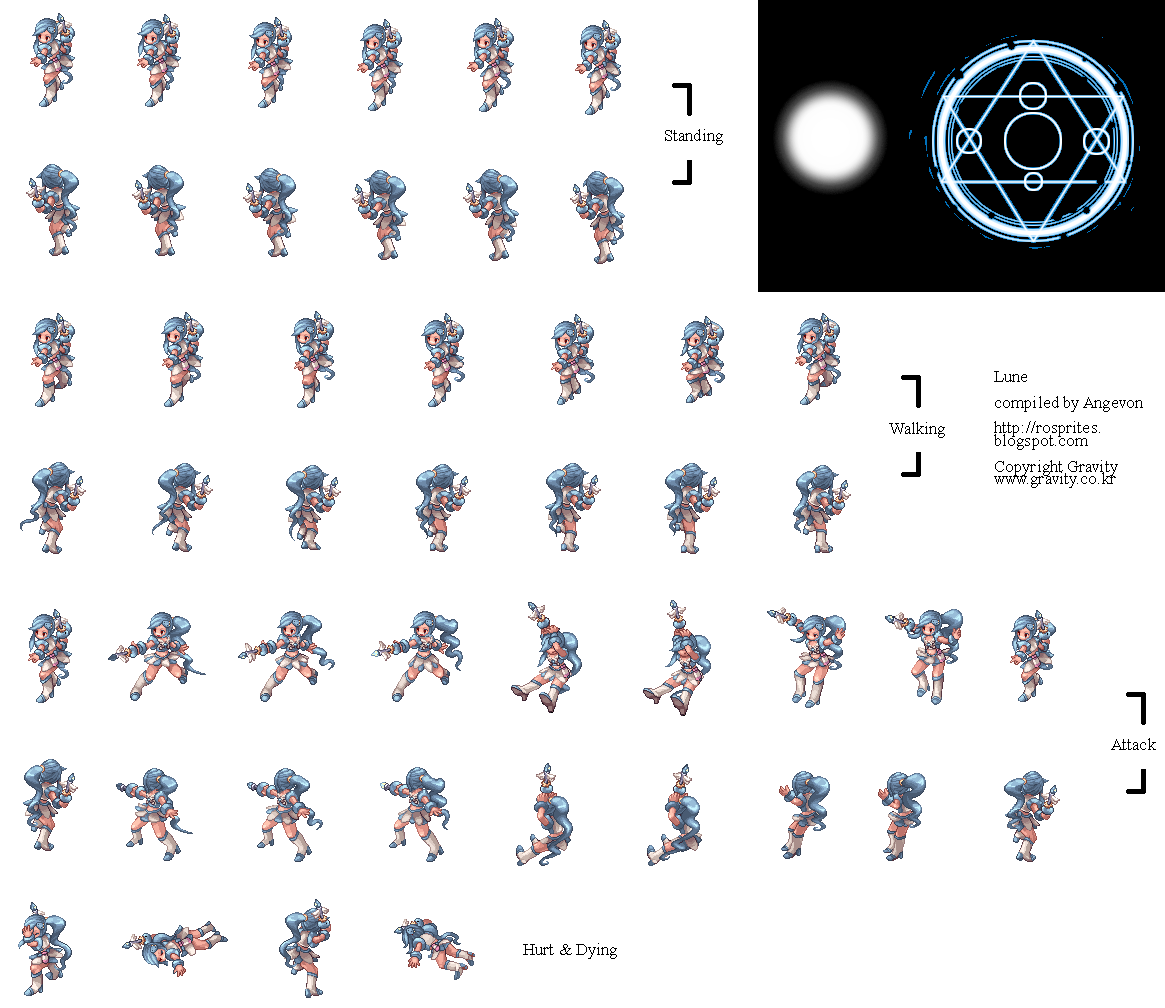 Standing
Lune
compiled by Angevon
Walking
http://rosprites.
blogspot.com
Copyright Gravity
www.gravity.co.kr
Attack
Hurt & Dying